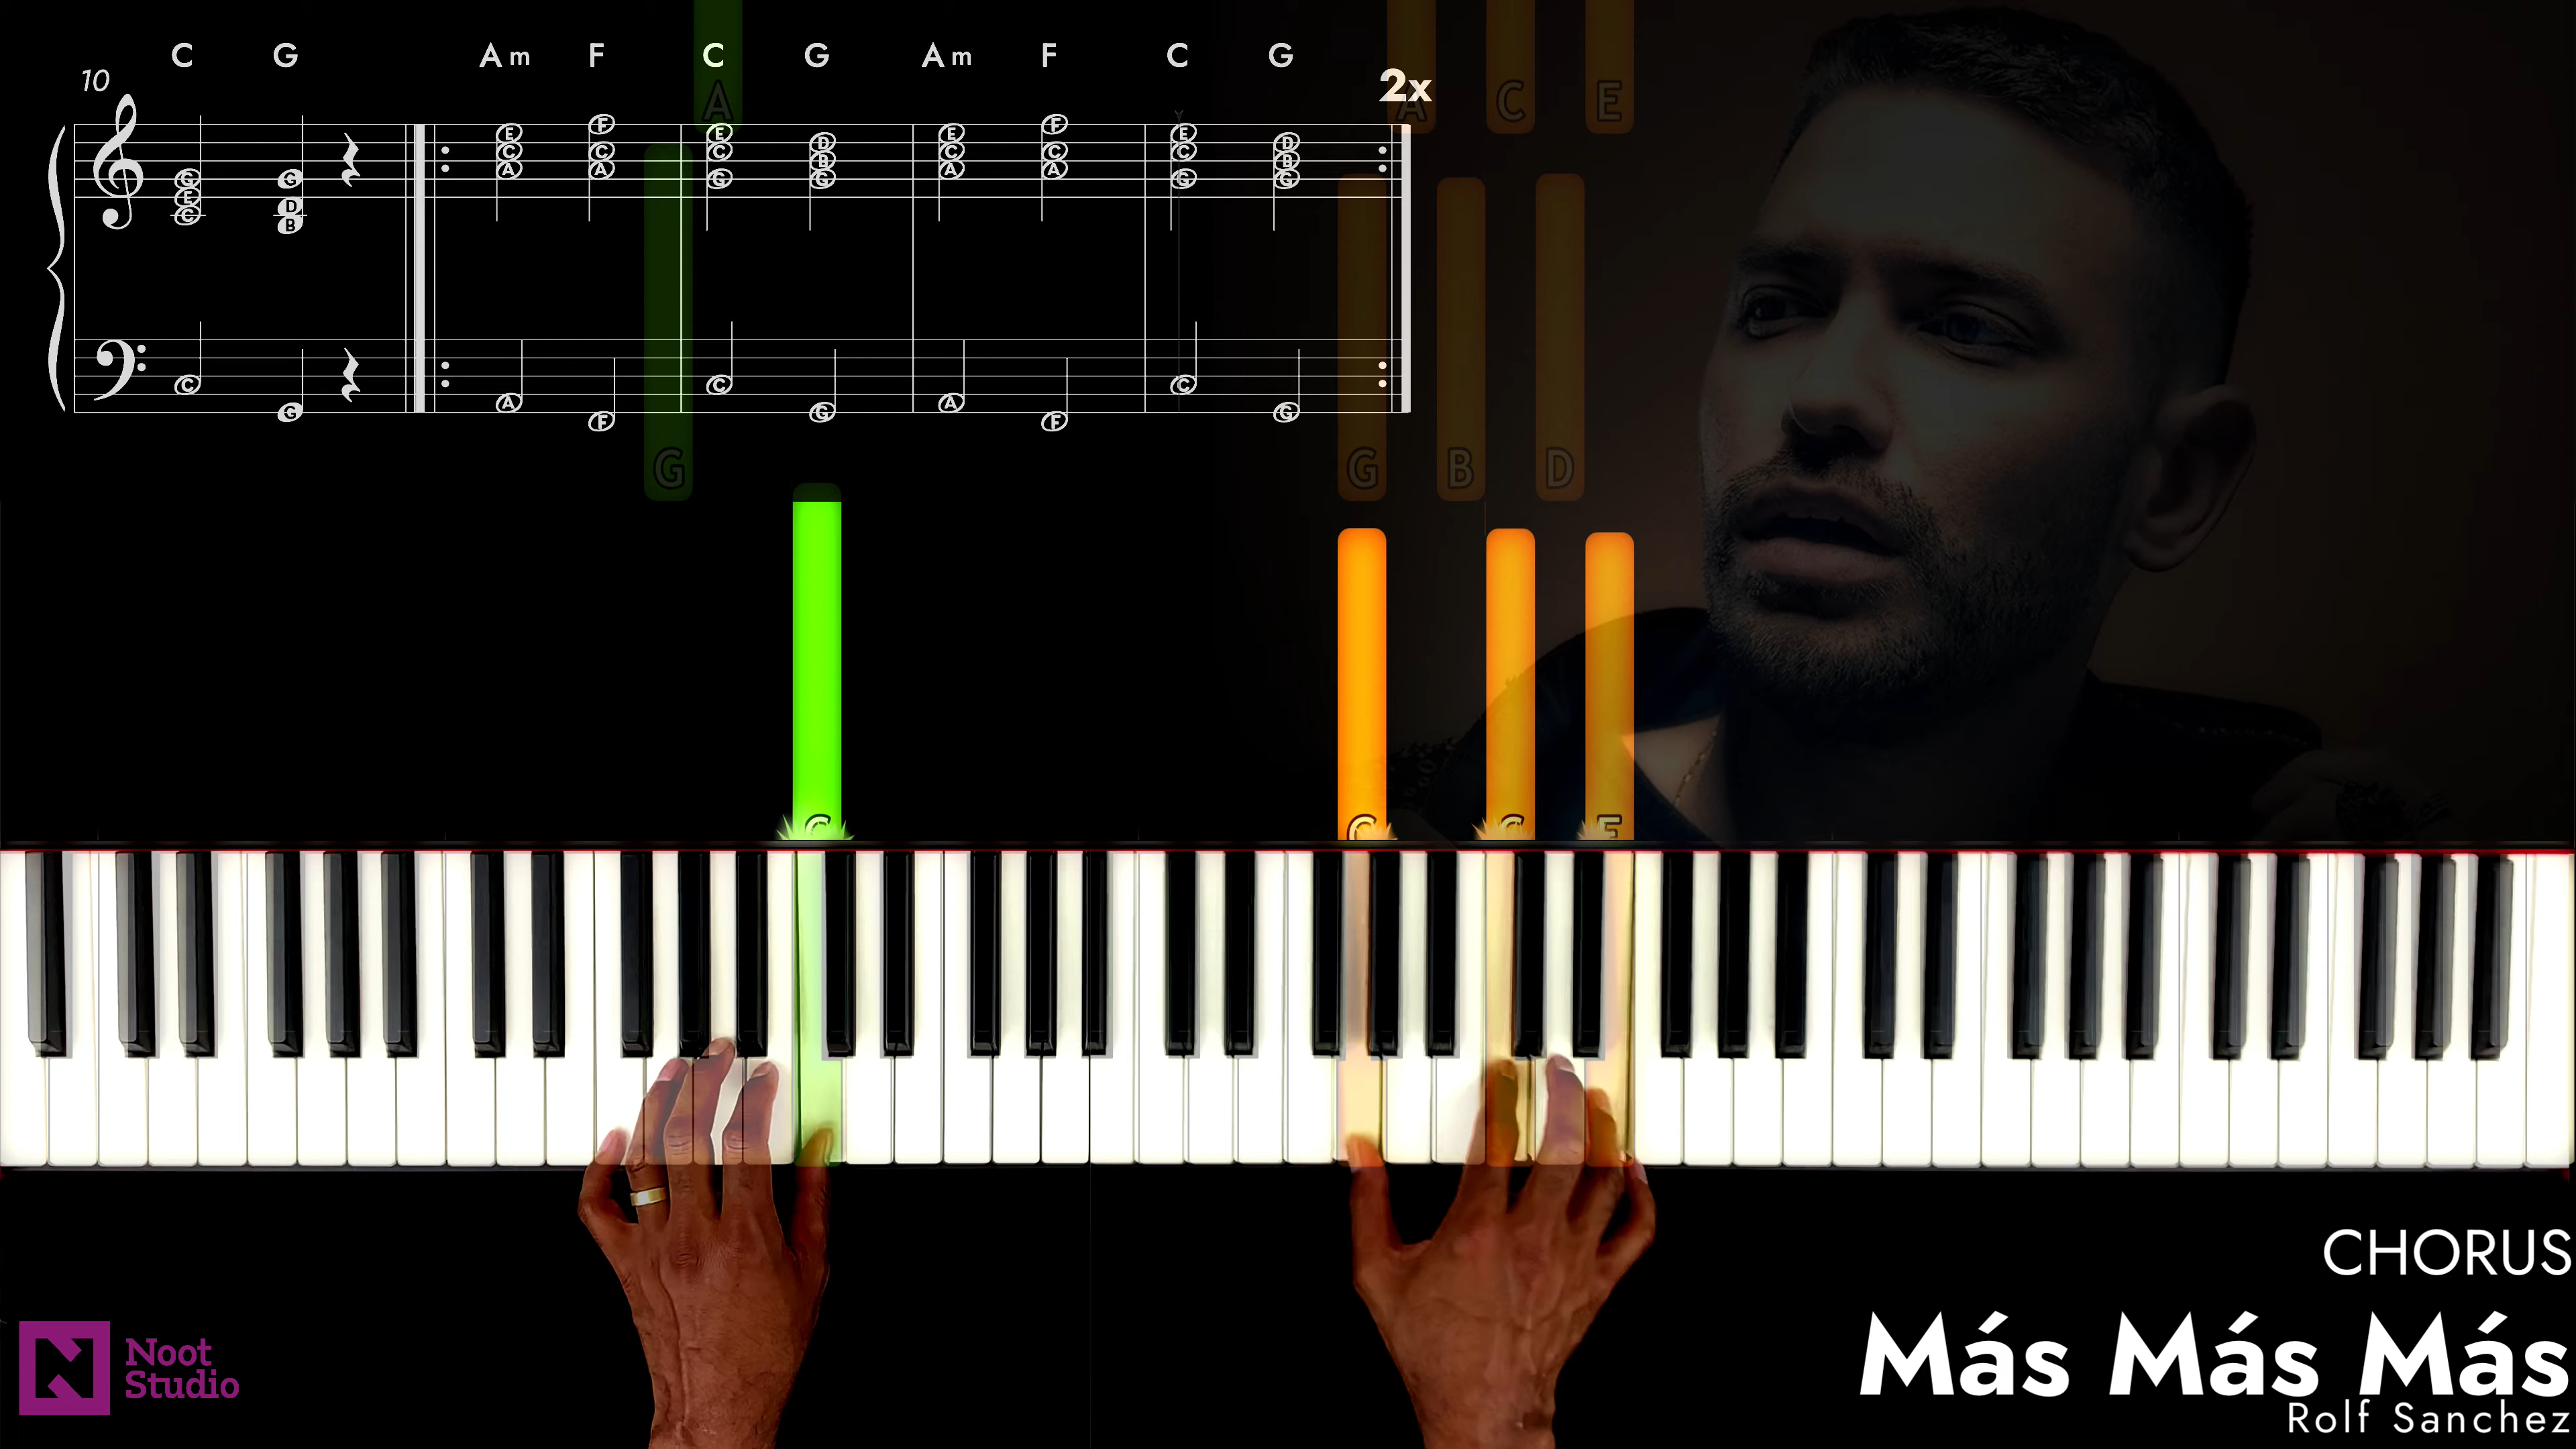 C G Am F C G Am F C G
10
2x
E F E D E F E D
G C C C B C C C B
E G A A G G A A G G
C D
B
C A F C G A F C G
G
A A C E
G G B D
C G C E
CHORUS
Más Más Más
Rolf Sanchez
Noot
Studio